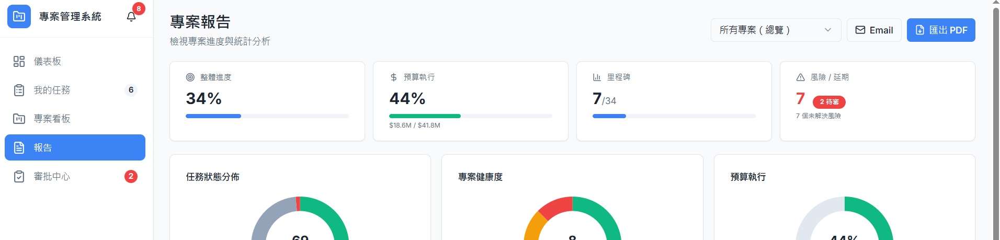 專案管理系統
8
儀表板
我的任務
6
專案看板
報告
審批中心
2
專案報告
檢視專案進度與統計分析
所有專案 ( 總覽 )
Email
匯出 PDF
整體進度
34%
預算執行
44%
$18.6M / $41.8M
里程碑
7/34
風險 / 延期
7
2 待審
7 個未解決風險
任務狀態分佈
69
專案健康度
8
預算執行
44%